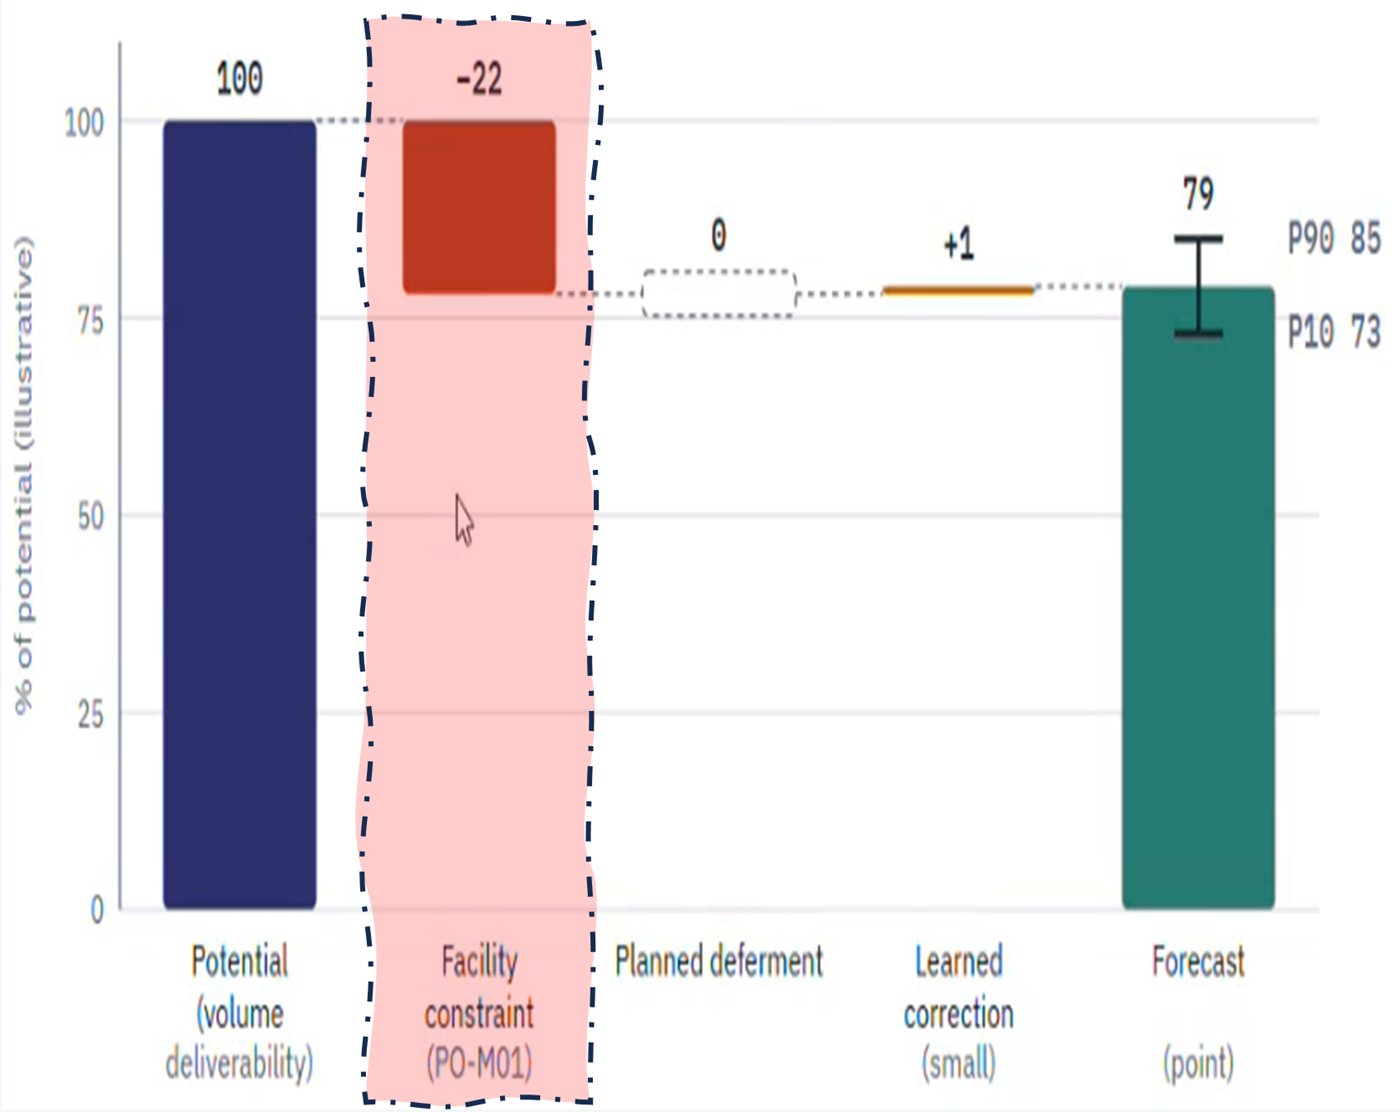 % of potential (illustrative)
100
75
50
25
0
100
−22
0
+1
79
P90 85
P10 73
Potential
(volume
deliverability)
Facility
constraint
(PO-M01)
Planned deferment
Learned
correction
(small)
Forecast
(point)